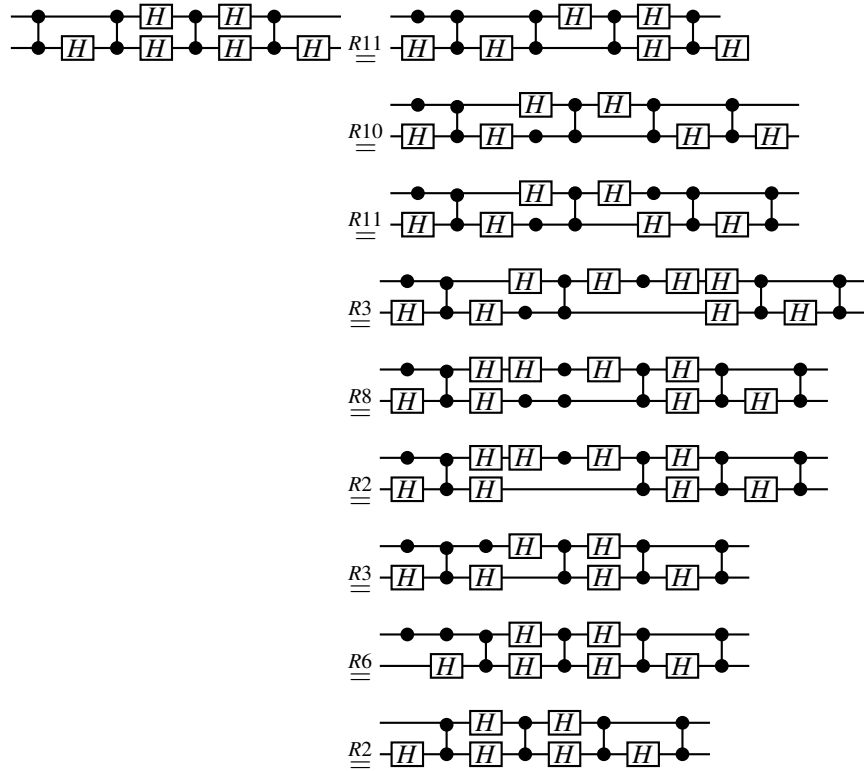 H H H H
H H H H R11 = H H H H
H H
R10 = H H H H
H H
R11 = H H H H
H H H H
R3 = H H H H
H H H H
R8 = H H H H
H H H H
R2 = H H H H
H H
R3 = H H H H
H H
R6 = H H H H
H H
R2 = H H H H